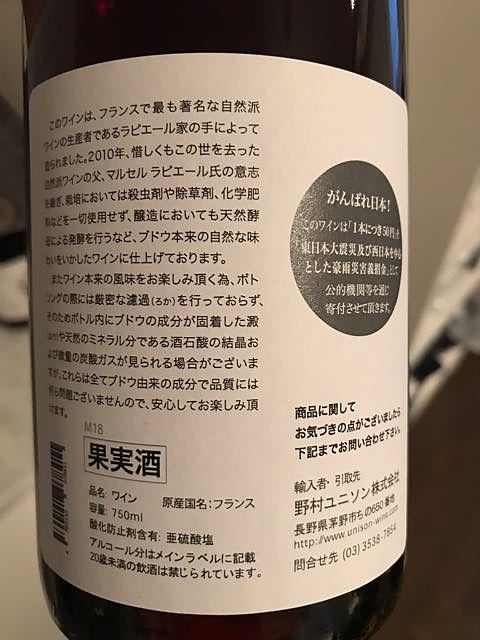 このワインは、フランスで最も著名な自然派
ワインの生産者であるラピエール家の手によって
造られました。2010年、惜しくもこの世を去った
自然派ワインの父、マルセル ラピエール氏の意志
を継ぎ、栽培においては殺虫剤や除草剤、化学肥
料などを一切使用せず、醸造においても天然酵
母による発酵を行うなど、ブドウ本来の自然な味
わいをいかしたワインに仕上げております。
またワイン本来の風味をお楽しみ頂く為、ボト
リングの際には厳密な濾過(ろか)を行っておらず、
そのためボトル内にブドウの成分が固着した澱
(おり)や天然のミネラル分である酒石酸の結晶お
よび微量の炭酸ガスが見られる場合がございま
すが、これらは全てブドウ由来の成分で品質には
何ら問題ございませんので、安心してお楽しみ頂
けます。
がんばれ日本!
このワインは「1本につき50円」を
東日本大震災及び西日本を中心
とした豪雨災害義援金」として
公的機関等を通じ
寄付させて頂きます。
M18
果実酒
品名: ワイン
原産国名: フランス
容量: 750ml
酸化防止剤含有: 亜硫酸塩
アルコール分はメインラベルに記載
20歳未満の飲酒は禁じられています。
商品に関して
お気づきの点がございましたら
下記までお問い合わせ下さい。
輸入者・引取先
野村ユニソン株式会社
長野県茅野市ちの650番地
http://www.unison-wine.com
問合せ先 (03) 3538-7854